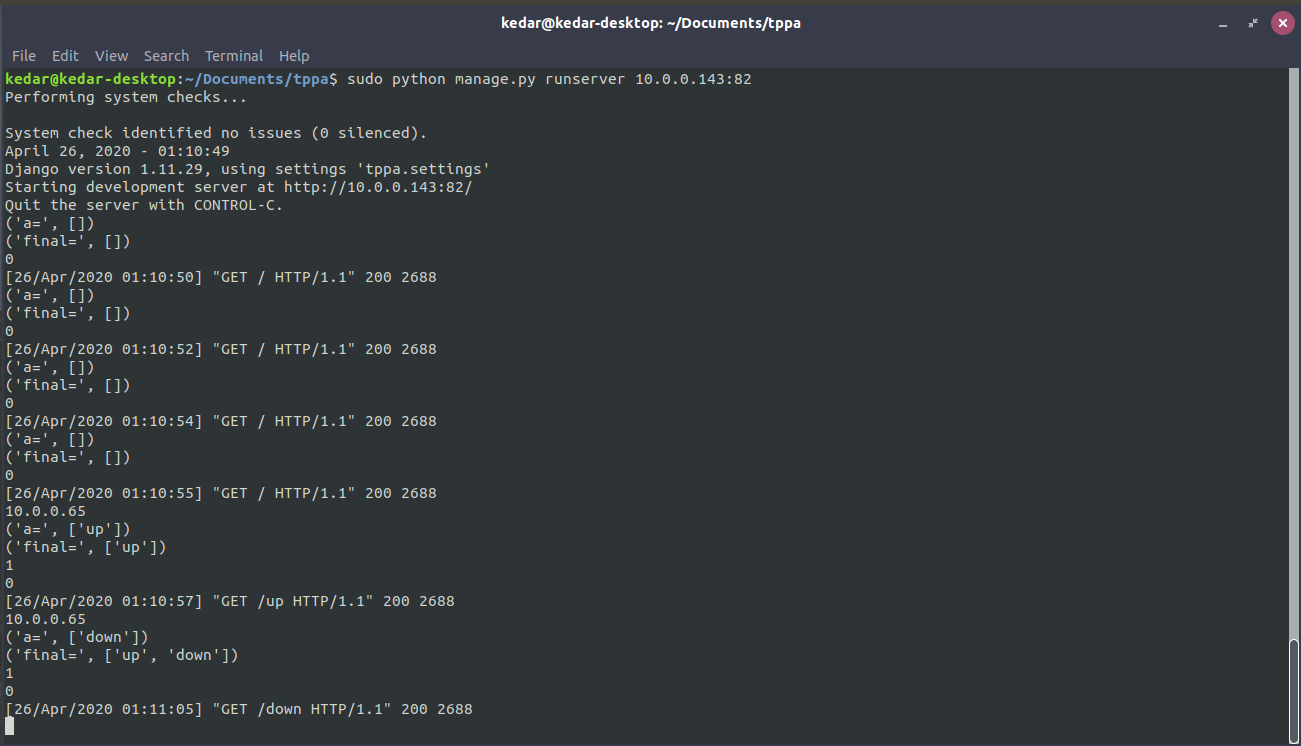 kedar@kedar-desktop: ~/Documents/tppa
File Edit View Search Terminal Help
kedar@kedar-desktop:~/Documents/tppa$ sudo python manage.py runserver 10.0.0.143:82
Performing system checks...
System check identified no issues (0 silenced).
April 26, 2020 - 01:10:49
Django version 1.11.29, using settings 'tppa.settings'
Starting development server at http://10.0.0.143:82/
Quit the server with CONTROL-C.
('a=', [])
('final=', [])
0
[26/Apr/2020 01:10:50] "GET / HTTP/1.1" 200 2688
('a=', [])
('final=', [])
0
[26/Apr/2020 01:10:52] "GET / HTTP/1.1" 200 2688
('a=', [])
('final=', [])
0
[26/Apr/2020 01:10:54] "GET / HTTP/1.1" 200 2688
('a=', [])
('final=', [])
0
[26/Apr/2020 01:10:55] "GET / HTTP/1.1" 200 2688
10.0.0.65
('a=', ['up'])
('final=', ['up'])
1
0
[26/Apr/2020 01:10:57] "GET /up HTTP/1.1" 200 2688
10.0.0.65
('a=', ['down'])
('final=', ['up', 'down'])
1
0
[26/Apr/2020 01:11:05] "GET /down HTTP/1.1" 200 2688